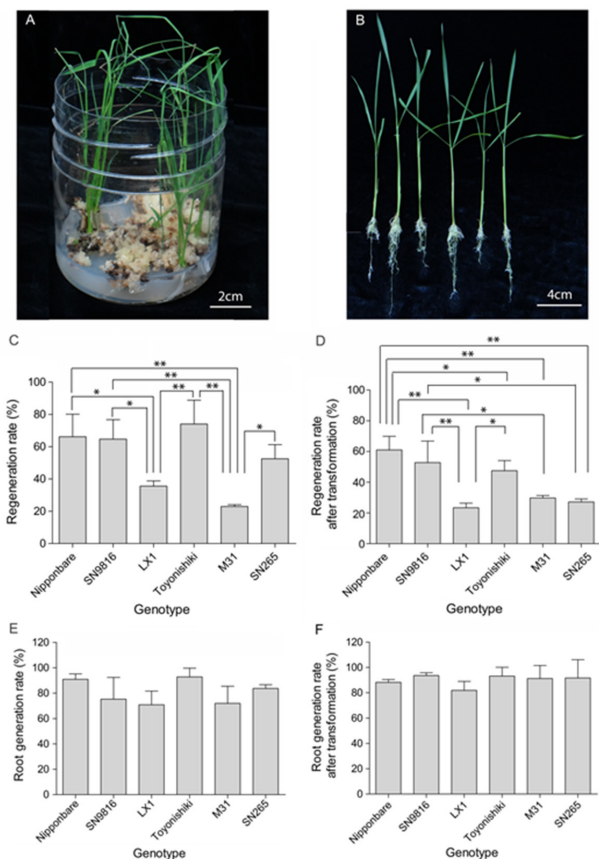 A
2cm
B
4cm
C
Regeneration rate (%)
100
80
60
40
20
0
**
**
*
**
**
*
*
Nipponbare
SN9816
LX1
Toyonishiki
M31
SN265
Genotype
D
Regeneration rate
after transformation (%)
100
80
60
40
20
0
**
**
*
*
**
*
**
*
Nipponbare
SN9816
LX1
Toyonishiki
M31
SN265
Genotype
E
Root generation rate (%)
120
100
80
60
40
20
0
Nipponbare
SN9816
LX1
Toyonishiki
M31
SN265
Genotype
F
Root generation rate
after transformation (%)
120
100
80
60
40
20
0
Nipponbare
SN9816
LX1
Toyonishiki
M31
SN265
Genotype